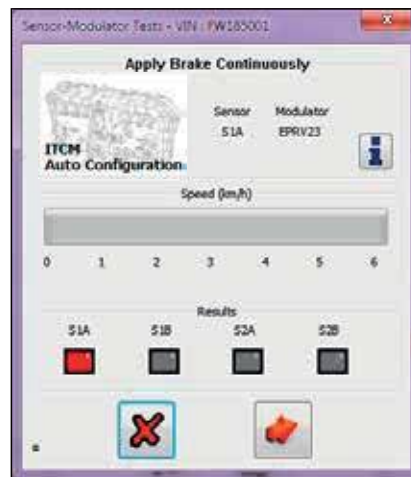 Sensor-Modulator Tests - VIN : FW185001
Apply Brake Continuously
Sensor Modulator
S1A EPRV23
ITCM
Auto Configuration
Speed (km/h)
0 1 2 3 4 5 6
Results
S1A S1B S2A S2B